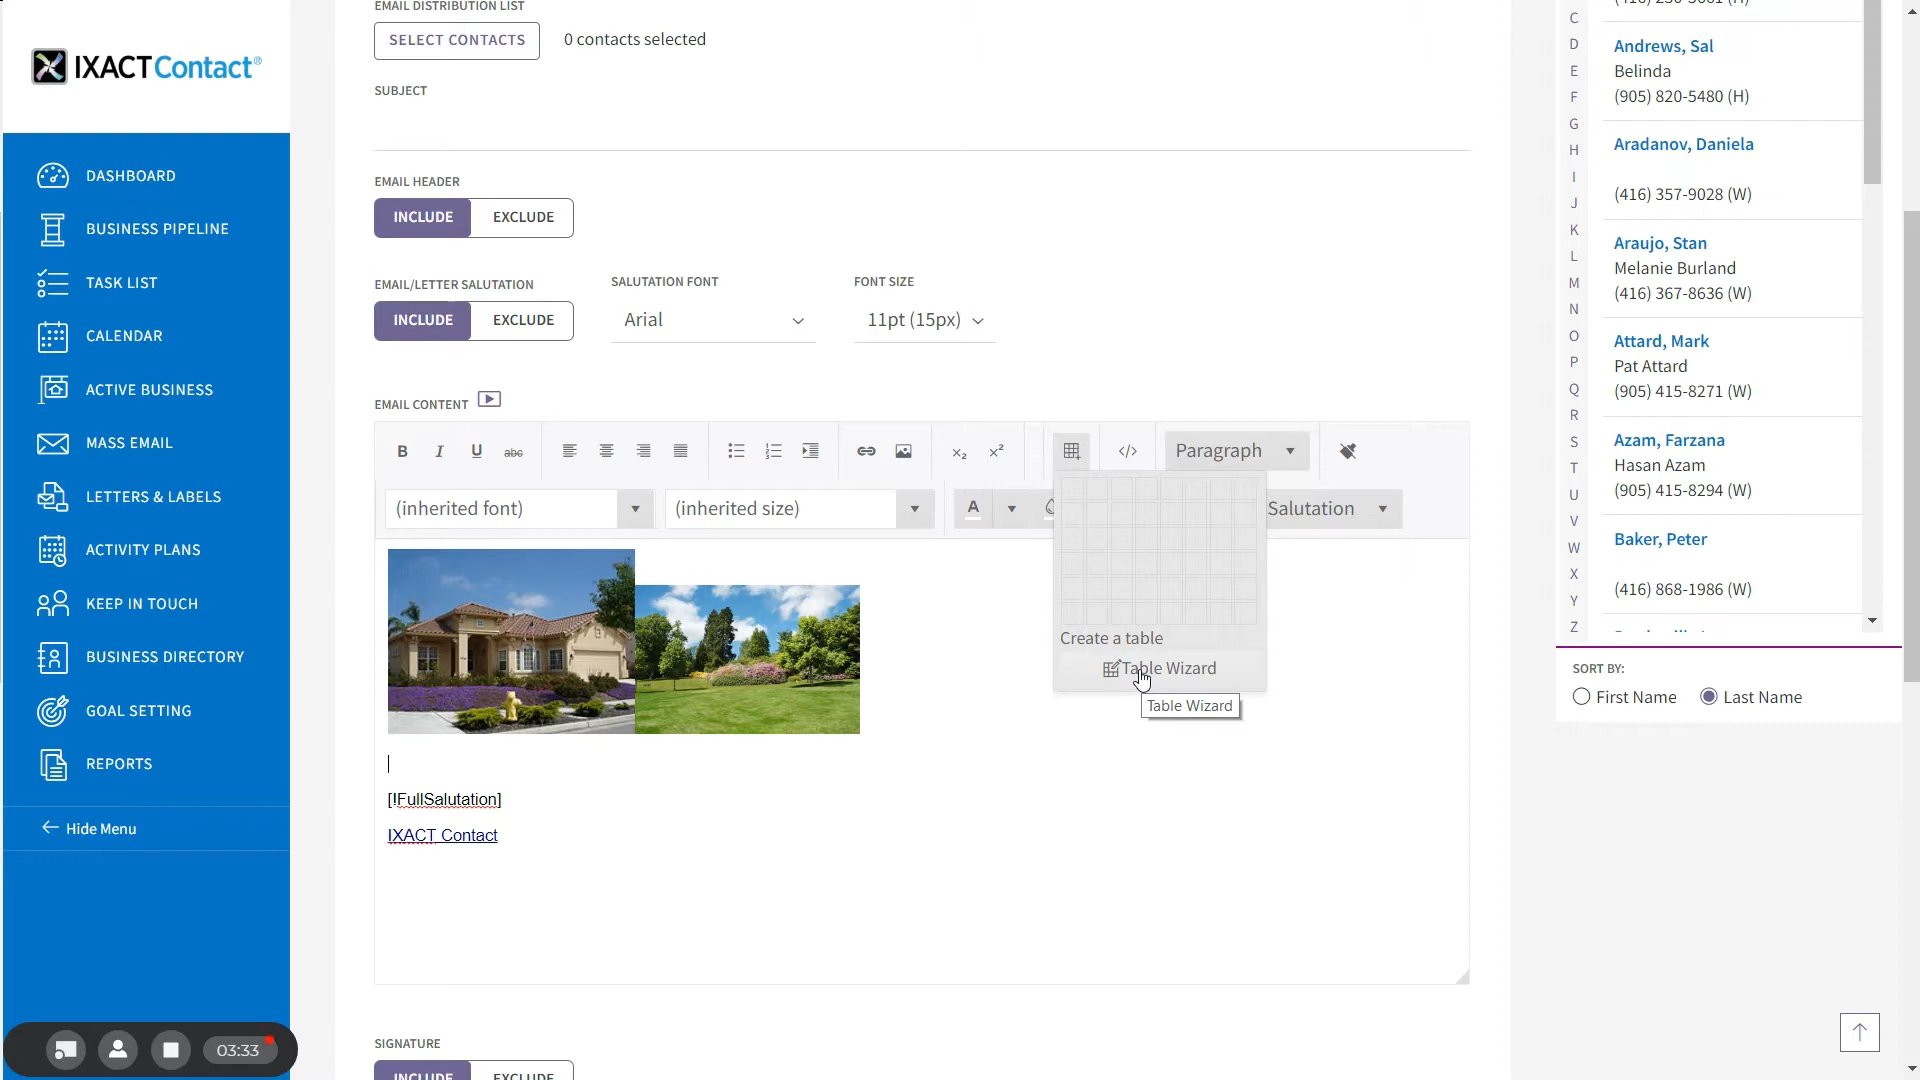 IXACTContact®
DASHBOARD
BUSINESS PIPELINE
TASK LIST
CALENDAR
ACTIVE BUSINESS
MASS EMAIL
LETTERS & LABELS
ACTIVITY PLANS
KEEP IN TOUCH
BUSINESS DIRECTORY
GOAL SETTING
REPORTS
Hide Menu
03:33
EMAIL DISTRIBUTION LIST
SELECT CONTACTS 0 contacts selected
SUBJECT
EMAIL HEADER
INCLUDE EXCLUDE
EMAIL/LETTER SALUTATION SALUTATION FONT FONT SIZE
INCLUDE EXCLUDE Arial 11pt (15px)
EMAIL CONTENT
B I U abc x₂ x² </> Paragraph
(inherited font) (inherited size) A Salutation
Create a table
Table Wizard
Table Wizard
[!FullSalutation]
IXACT Contact
SIGNATURE
INCLUDE EXCLUDE
C
D
E
F
G
H
I
J
K
L
M
N
O
P
Q
R
S
T
U
V
W
X
Y
Z
Andrews, Sal
Belinda
(905) 820-5480 (H)
Aradanov, Daniela
(416) 357-9028 (W)
Araujo, Stan
Melanie Burland
(416) 367-8636 (W)
Attard, Mark
Pat Attard
(905) 415-8271 (W)
Azam, Farzana
Hasan Azam
(905) 415-8294 (W)
Baker, Peter
(416) 868-1986 (W)
SORT BY:
First Name Last Name